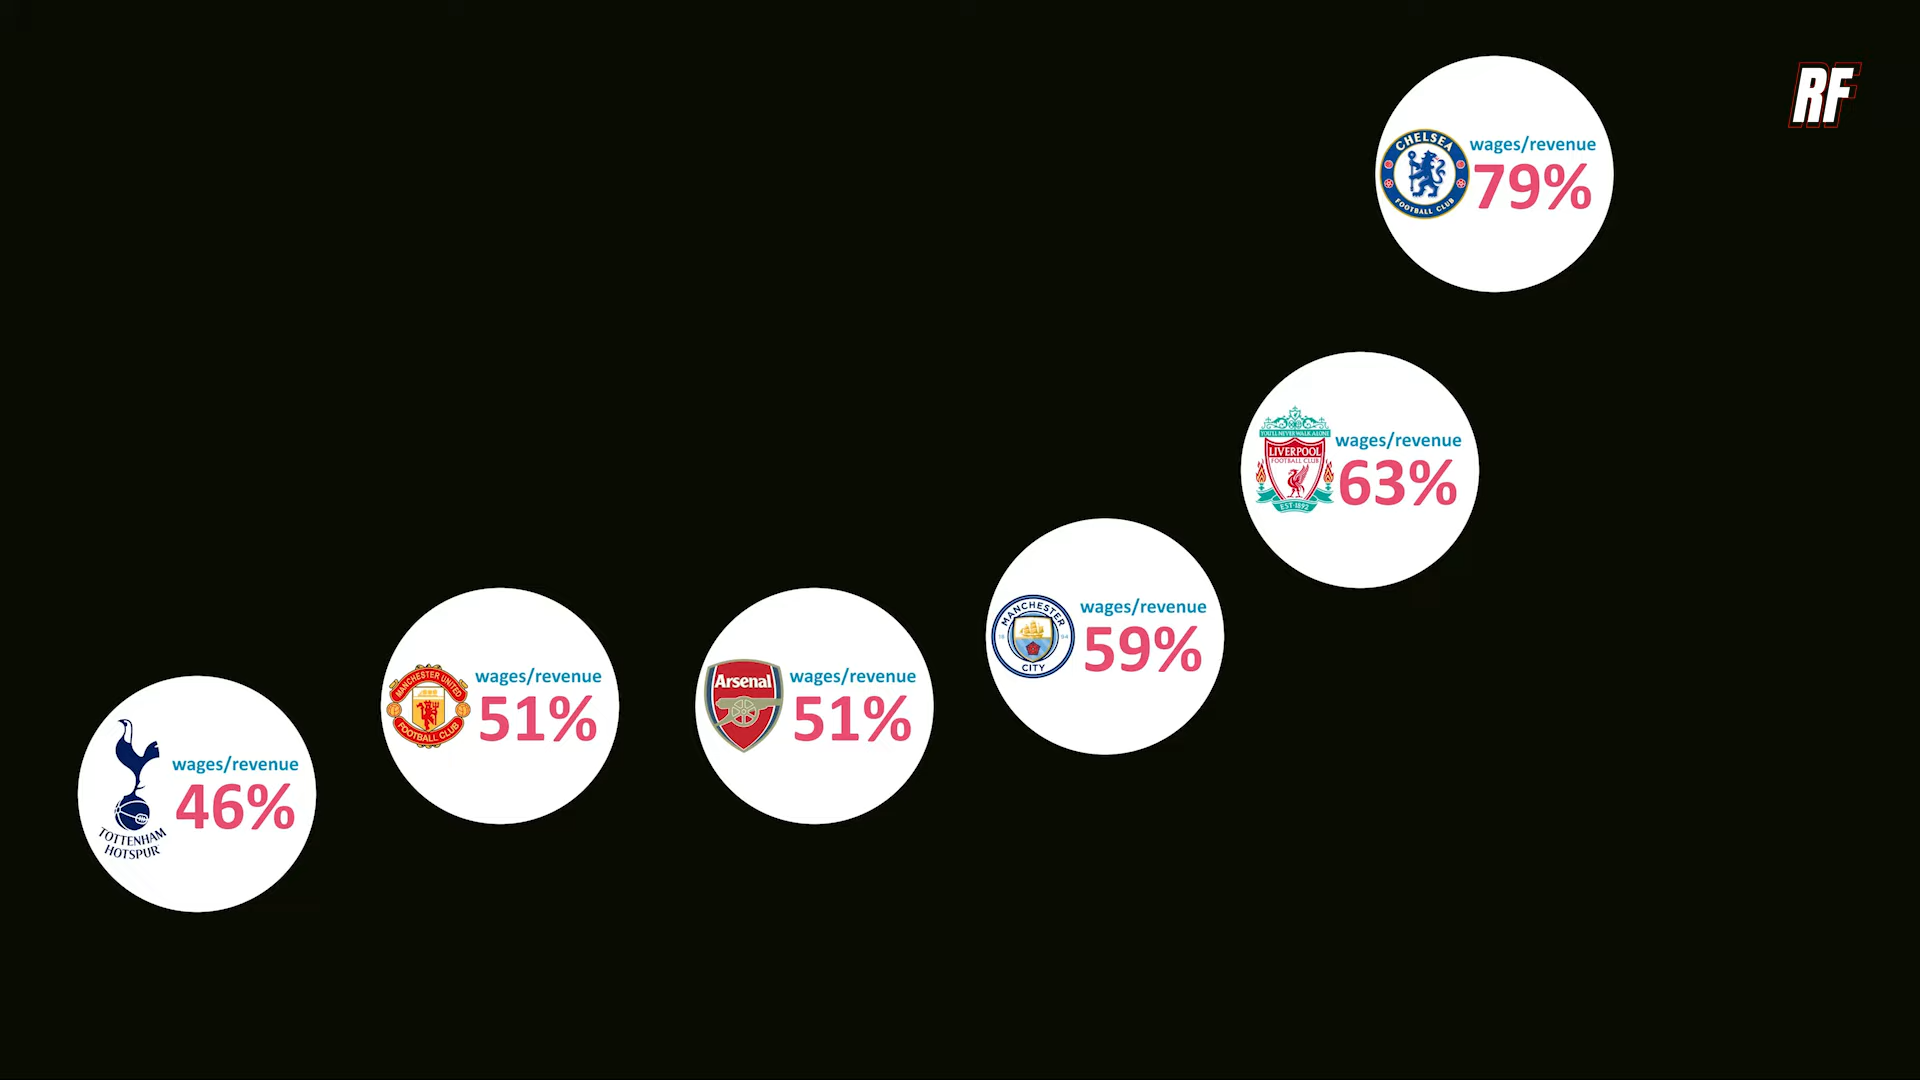 RF
CHELSEA
FOOTBALL CLUB
wages/revenue
79%
YOU'LL NEVER WALK ALONE
LIVERPOOL
FOOTBALL CLUB
EST·1892
wages/revenue
63%
MANCHESTER
18 94
CITY
wages/revenue
59%
MANCHESTER UNITED
FOOTBALL CLUB
wages/revenue
51%
Arsenal
wages/revenue
51%
TOTTENHAM
HOTSPUR
wages/revenue
46%